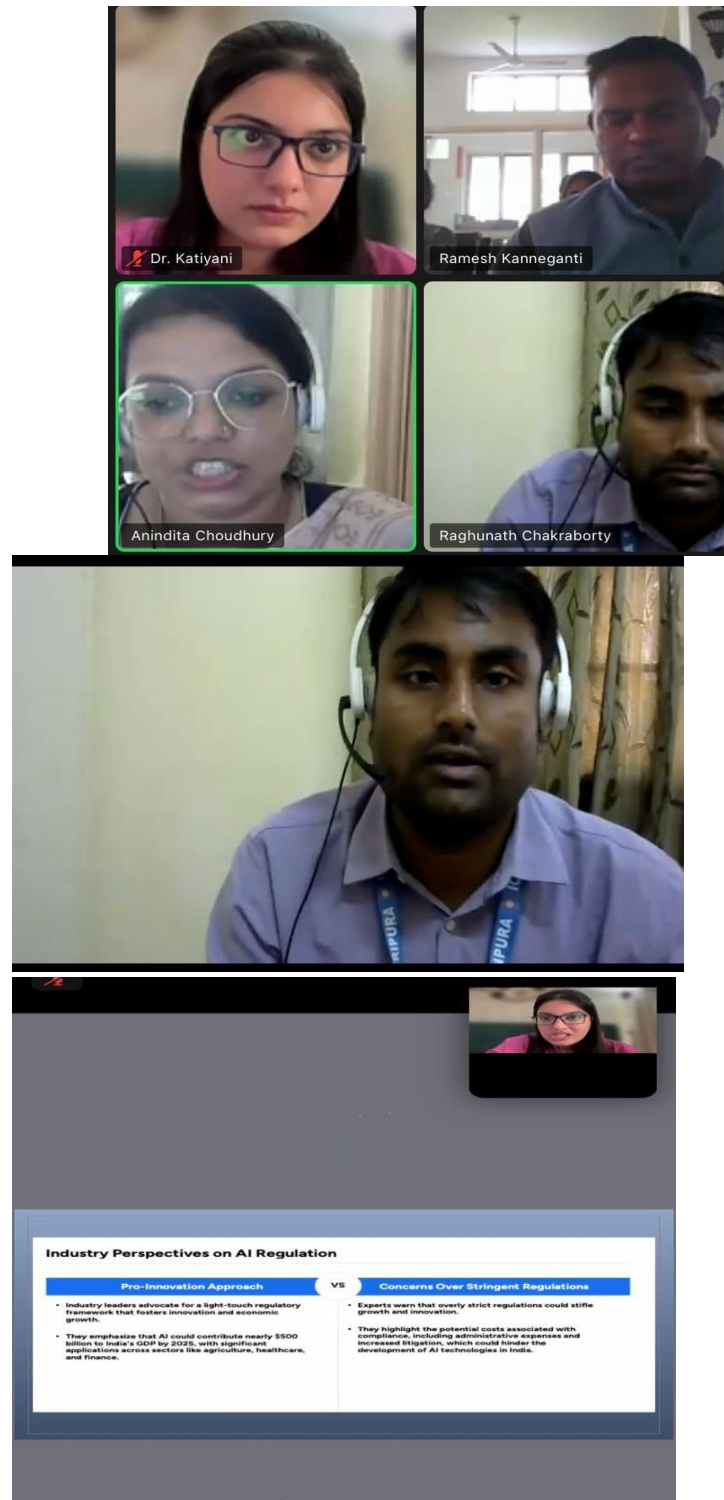 Dr. Katiyani
Ramesh Kanneganti
Anindita Choudhury
Raghunath Chakraborty
RIPURA
IC
IPURA
Industry Perspectives on AI Regulation
Pro-Innovation Approach
VS
Concerns Over Stringent Regulations
• Industry leaders advocate for a light-touch regulatory
framework that fosters innovation and economic
growth.
• They emphasize that AI could contribute nearly $500
billion to India's GDP by 2025, with significant
applications across sectors like agriculture, healthcare,
and finance.
• Experts warn that overly strict regulations could stifle
growth and innovation.
• They highlight the potential costs associated with
compliance, including administrative expenses and
increased litigation, which could hinder the
development of AI technologies in India.